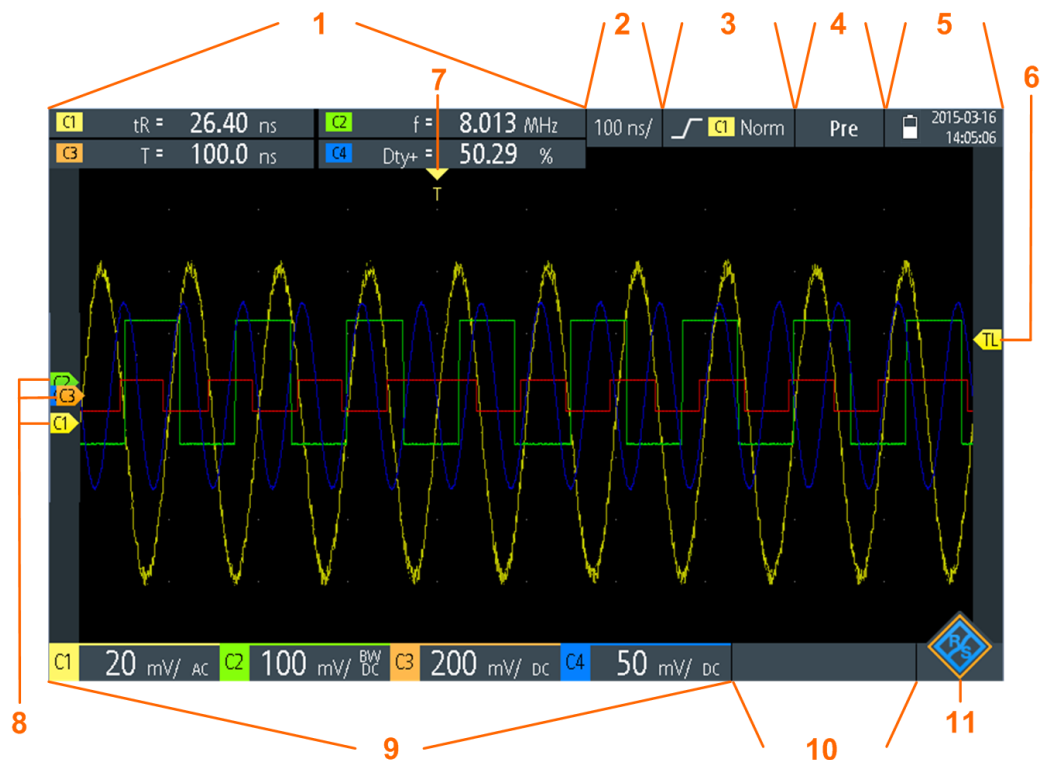 1 2 3 4 5
7 6
C1 tR = 26.40 ns C2 f = 8.013 MHz 100 ns/ C1 Norm Pre 2015-03-16
14:05:06
C3 T = 100.0 ns C4 Dty+ = 50.29 %
T
TL
C2
C3
C1
C1 20 mV/ AC C2 100 mV/ BW DC C3 200 mV/ DC C4 50 mV/ DC R S
8 9 10 11